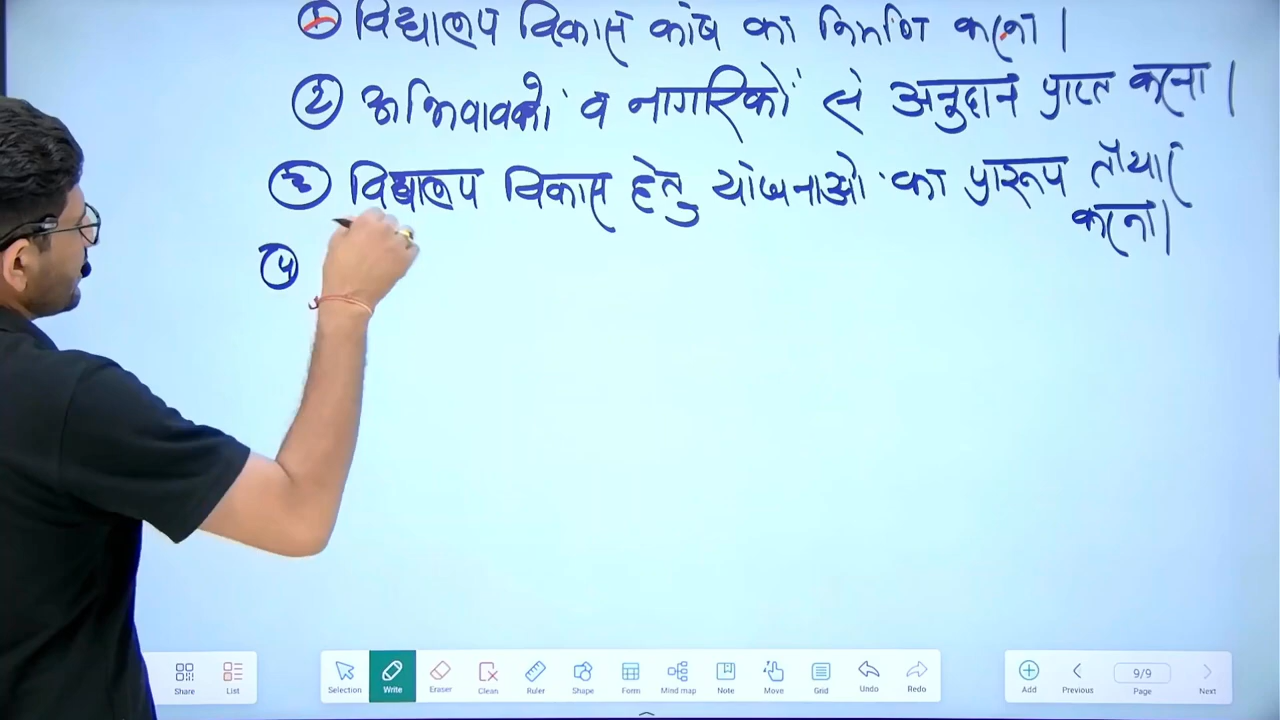 ① विद्यालय विकास कोष का निर्माण करना।
② अभिवावकों व नागरिकों से अनुदान प्राप्त करना।
③ विद्यालय विकास हेतु योजनाओं का प्रारूप तैयार
करना।
④
Share List Selection Write Eraser Clean Ruler Shape Form Mind map Note Move Grid Undo Redo Add Previous 9/9 Page Next